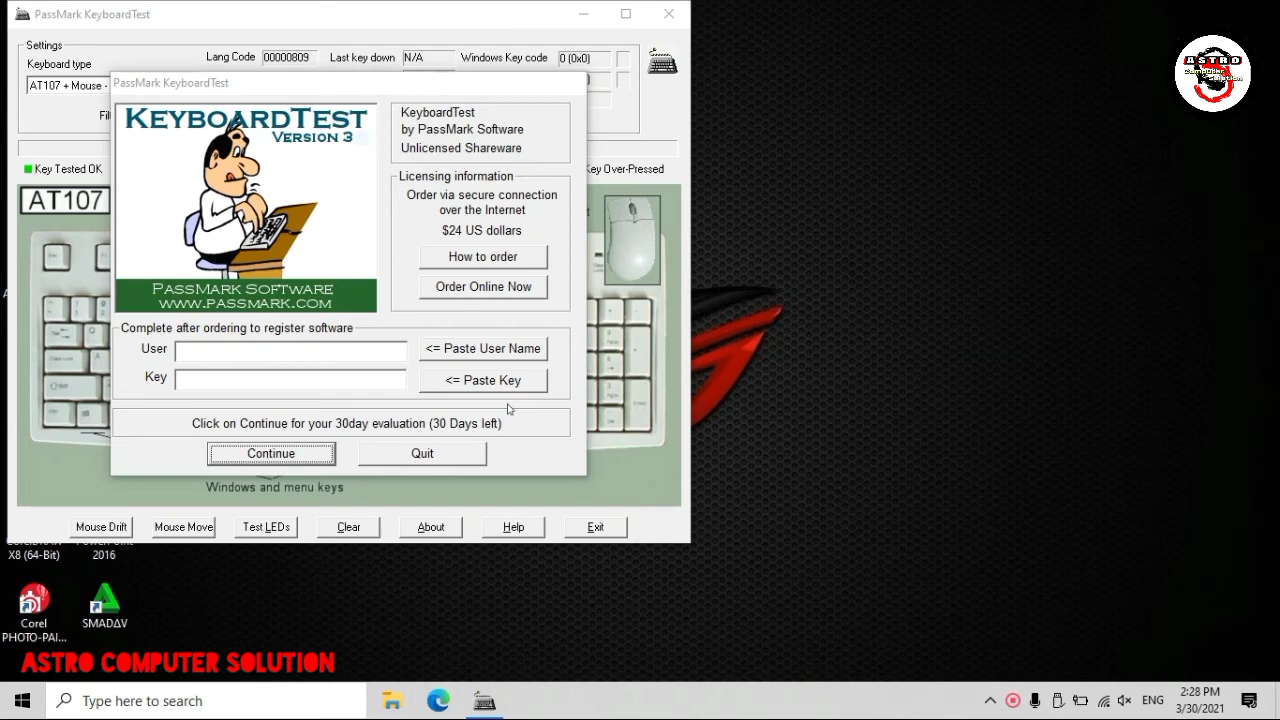 PassMark KeyboardTest
Settings
Lang Code 00000809 Last key down N/A Windows Key code 0 (0x0)
Keyboard type
AT107 + Mouse -
PassMark KeyboardTest
KEYBOARDTEST
VERSION 3
KeyboardTest
by PassMark Software
Unlicensed Shareware
Licensing information
Order via secure connection
over the Internet
$24 US dollars
How to order
Order Online Now
PASSMARK SOFTWARE
WWW.PASSMARK.COM
Complete after ordering to register software
User
<= Paste User Name
Key
<= Paste Key
Click on Continue for your 30day evaluation (30 Days left)
Continue Quit
Key Tested OK
Key Over-Pressed
AT107
Windows and menu keys
Mouse Drift Mouse Move Test LEDs Clear About Help Exit
X8 (64-Bit) 2016
Corel
PHOTO-PAI...
SMADΔV
ASTRO COMPUTER SOLUTION
ASTRO
Computer
Solution
Type here to search
ENG
2:28 PM
3/30/2021